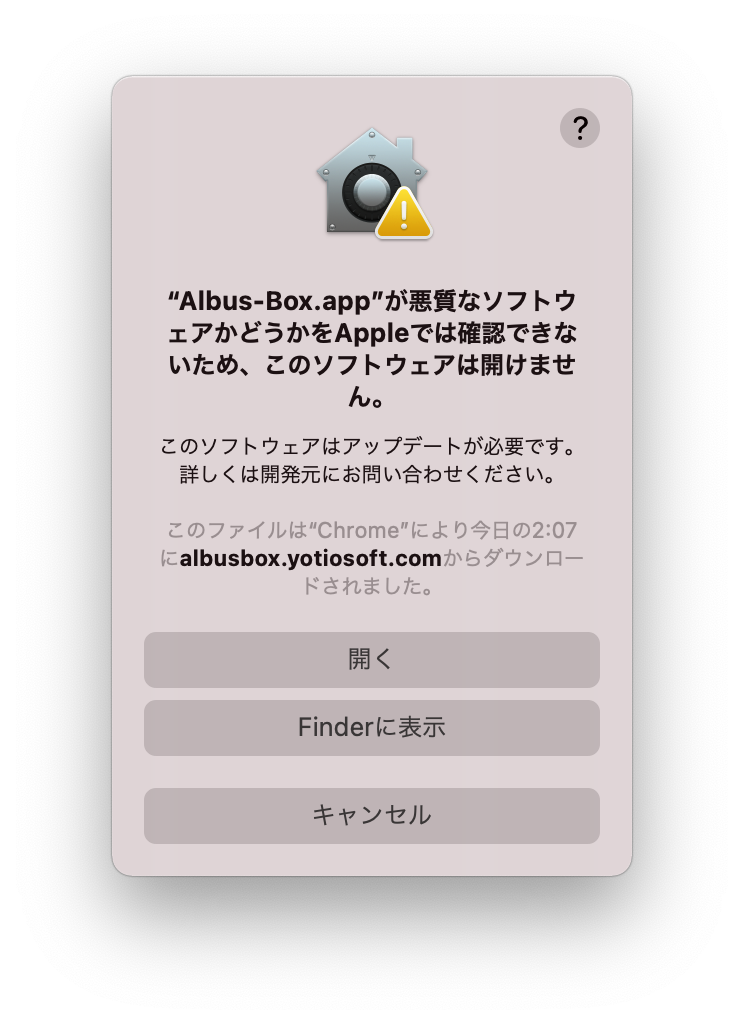 ?
“Albus-Box.app”が悪質なソフトウ
ェアかどうかをAppleでは確認できな
いため、このソフトウェアは開けませ
ん。
このソフトウェアはアップデートが必要です。
詳しくは開発元にお問い合わせください。
このファイルは“Chrome”により今日の2:07
にalbusbox.yotiosoft.comからダウンロー
ドされました。
開く
Finderに表示
キャンセル